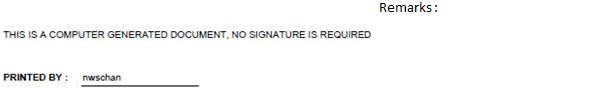 Remarks:
THIS IS A COMPUTER GENERATED DOCUMENT, NO SIGNATURE IS REQUIRED
PRINTED BY : nwschan